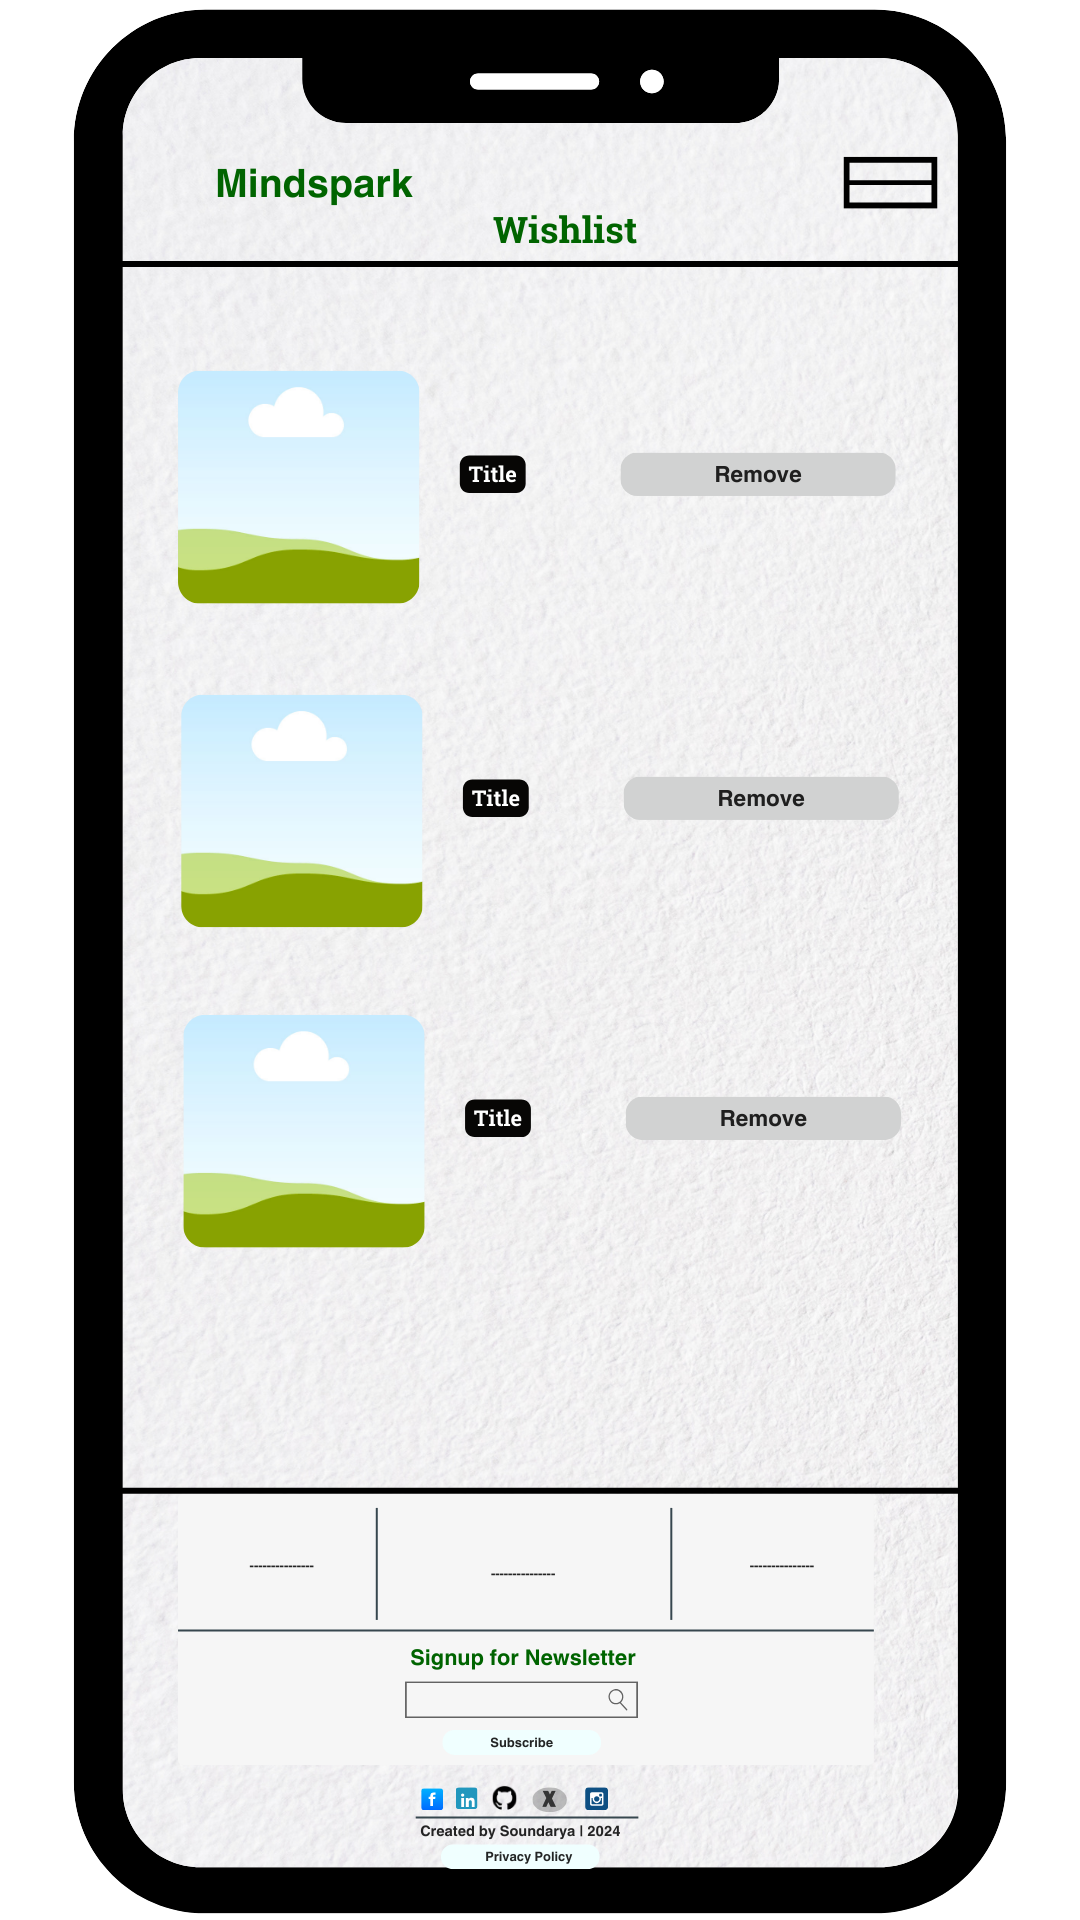 Mindspark
Wishlist
Title
Remove
Title
Remove
Title
Remove
---------------
---------------
---------------
Signup for Newsletter
Subscribe
f
in
X
Created by Soundarya | 2024
Privacy Policy